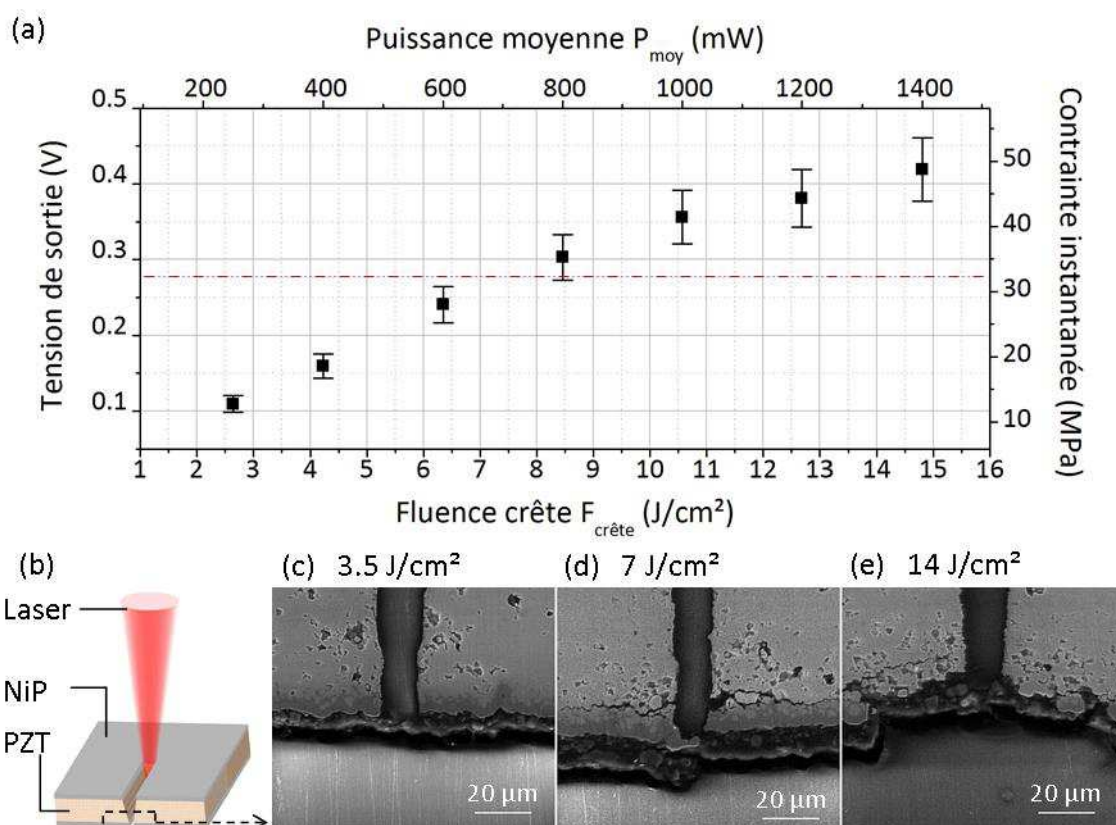 (a)
Puissance moyenne P_moy (mW)
200 400 600 800 1000 1200 1400
Tension de sortie (V)
0.5
0.4
0.3
0.2
0.1
50
40
30
20
10
Contrainte instantanée (MPa)
1 2 3 4 5 6 7 8 9 10 11 12 13 14 15 16
Fluence crête F_crête (J/cm²)
(b)
Laser
NiP
PZT
(c) 3.5 J/cm²
20 µm
(d) 7 J/cm²
20 µm
(e) 14 J/cm²
20 µm